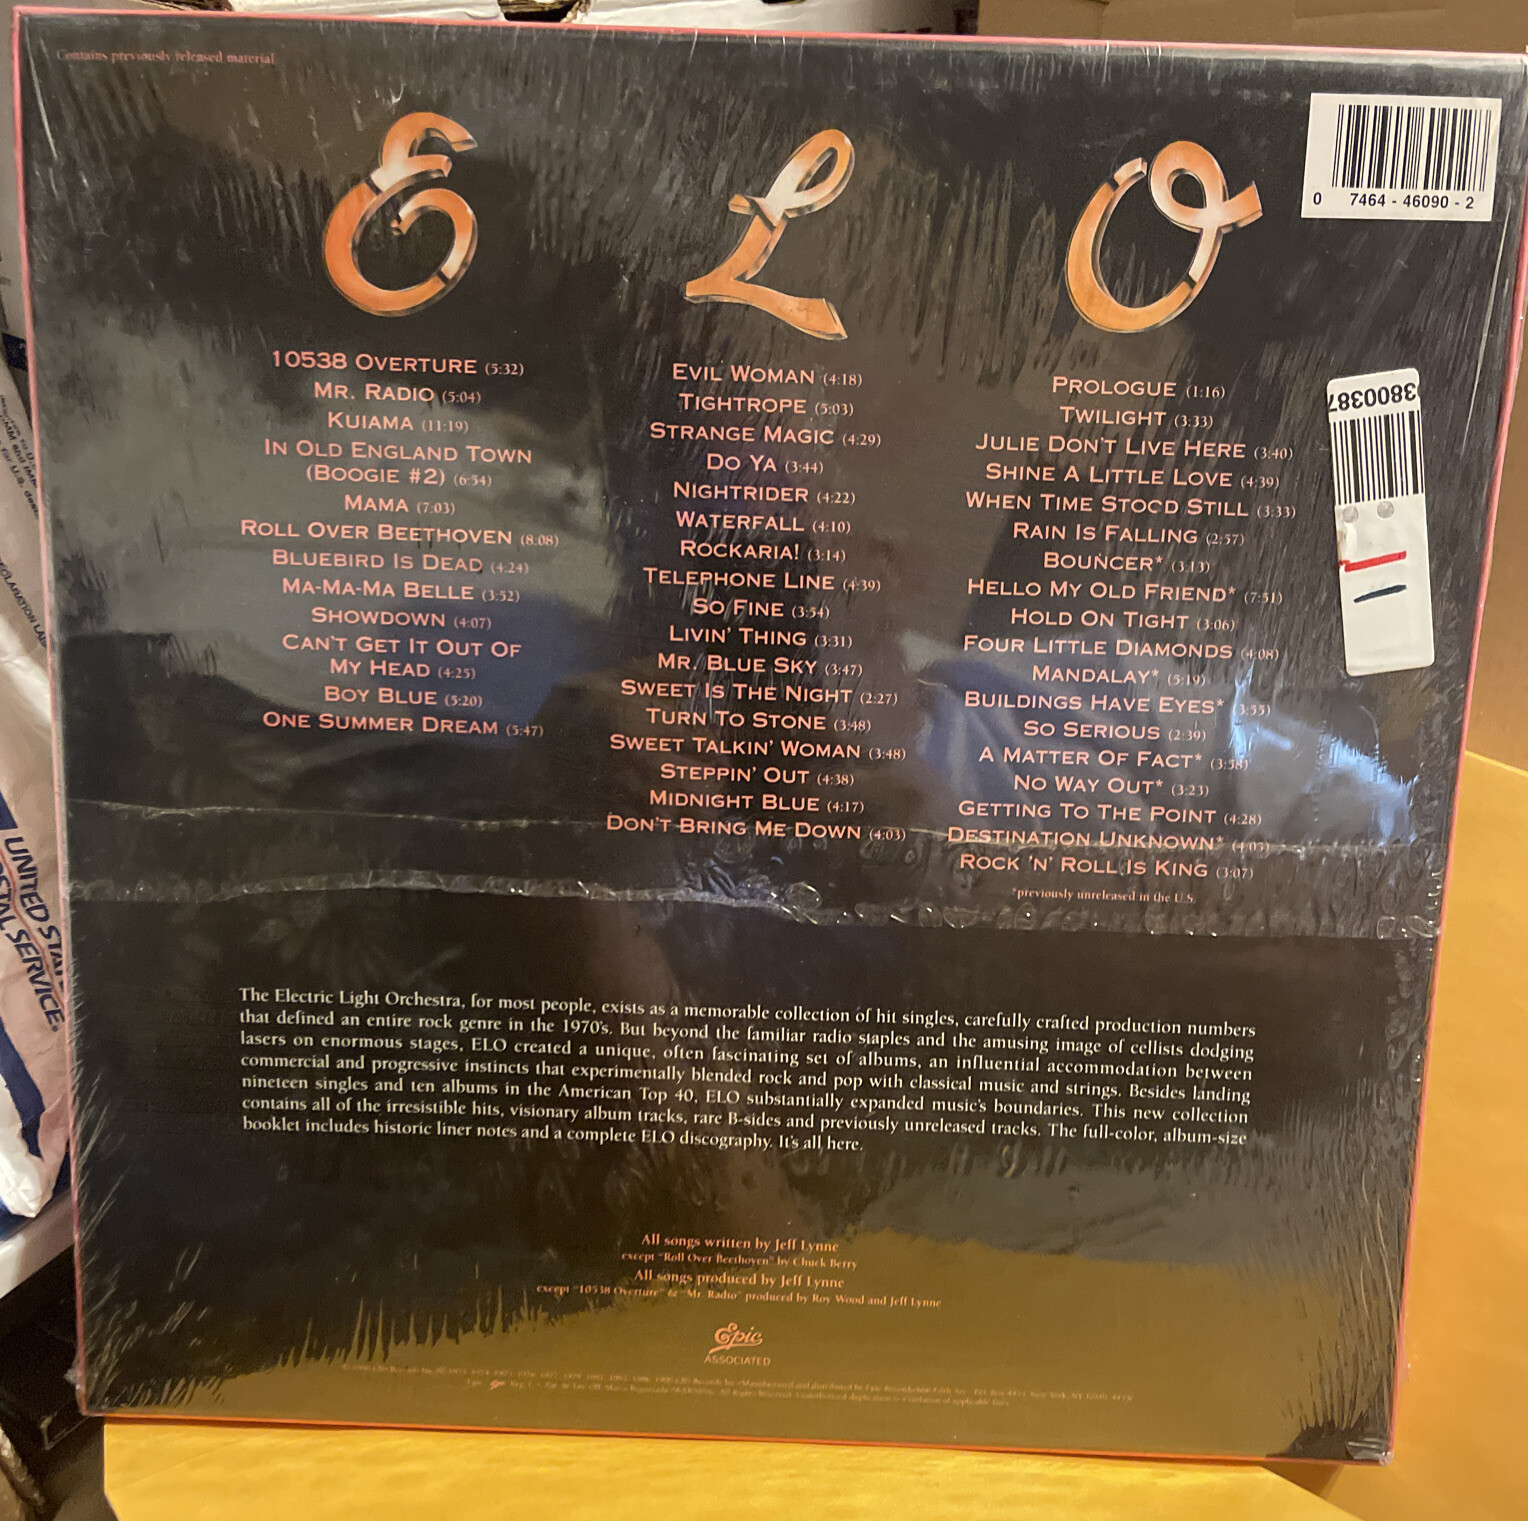 Contains previously released material
E L O
0 7464 - 46090 - 2
3800387
10538 OVERTURE (5:32)
MR. RADIO (5:04)
KUIAMA (11:19)
IN OLD ENGLAND TOWN
(BOOGIE #2) (6:54)
MAMA (7:03)
ROLL OVER BEETHOVEN (8:08)
BLUEBIRD IS DEAD (4:24)
MA-MA-MA BELLE (3:52)
SHOWDOWN (4:07)
CAN'T GET IT OUT OF
MY HEAD (4:25)
BOY BLUE (5:20)
ONE SUMMER DREAM (5:47)
EVIL WOMAN (4:18)
TIGHTROPE (5:03)
STRANGE MAGIC (4:29)
DO YA (3:44)
NIGHTRIDER (4:22)
WATERFALL (4:10)
ROCKARIA! (3:14)
TELEPHONE LINE (4:39)
SO FINE (3:54)
LIVIN' THING (3:31)
MR. BLUE SKY (3:47)
SWEET IS THE NIGHT (2:27)
TURN TO STONE (3:48)
SWEET TALKIN' WOMAN (3:48)
STEPPIN' OUT (4:38)
MIDNIGHT BLUE (4:17)
DON'T BRING ME DOWN (4:03)
PROLOGUE (1:16)
TWILIGHT (3:33)
JULIE DON'T LIVE HERE (3:40)
SHINE A LITTLE LOVE (4:39)
WHEN TIME STOOD STILL (3:33)
RAIN IS FALLING (2:57)
BOUNCER* (3:13)
HELLO MY OLD FRIEND* (7:51)
HOLD ON TIGHT (3:06)
FOUR LITTLE DIAMONDS (4:08)
MANDALAY* (5:19)
BUILDINGS HAVE EYES* (3:55)
SO SERIOUS (2:39)
A MATTER OF FACT* (3:58)
NO WAY OUT* (3:23)
GETTING TO THE POINT (4:28)
DESTINATION UNKNOWN* (4:05)
ROCK 'N' ROLL IS KING (3:07)
*previously unreleased in the U.S.
The Electric Light Orchestra, for most people, exists as a memorable collection of hit singles, carefully crafted production numbers
that defined an entire rock genre in the 1970's. But beyond the familiar radio staples and the amusing image of cellists dodging
lasers on enormous stages, ELO created a unique, often fascinating set of albums, an influential accommodation between
commercial and progressive instincts that experimentally blended rock and pop with classical music and strings. Besides landing
nineteen singles and ten albums in the American Top 40, ELO substantially expanded music's boundaries. This new collection
contains all of the irresistible hits, visionary album tracks, rare B-sides and previously unreleased tracks. The full-color, album-size
booklet includes historic liner notes and a complete ELO discography. It's all here.
All songs written by Jeff Lynne
except "Roll Over Beethoven" by Chuck Berry
All songs produced by Jeff Lynne
except "10538 Overture" & "Mr. Radio" produced by Roy Wood and Jeff Lynne
Epic
ASSOCIATED
UNITED STAT
POSTAL SERVICE